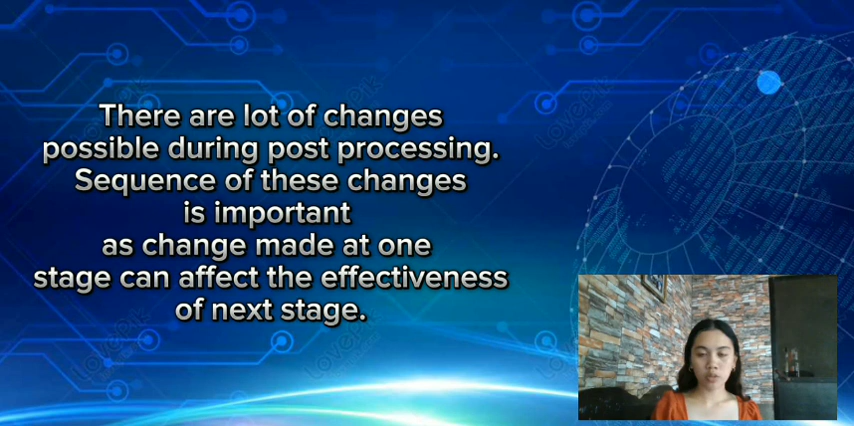 There are lot of changes
possible during post processing.
Sequence of these changes
is important
as change made at one
stage can affect the effectiveness
of next stage.